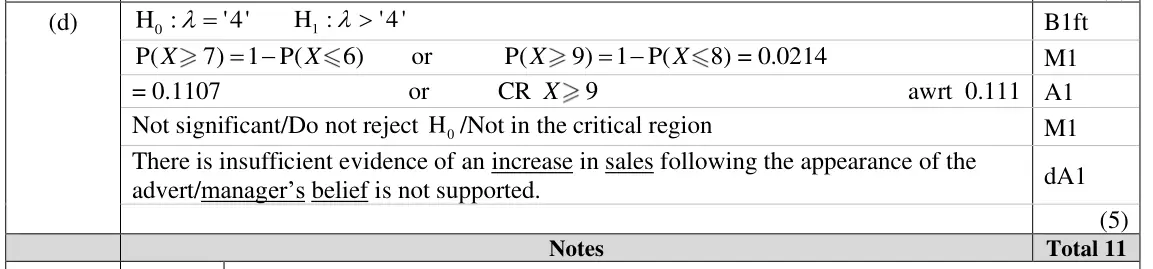 (d) H₀ : λ = '4' H₁ : λ > '4' B1ft
P(X ⩾ 7) = 1 − P(X ⩽ 6) or P(X ⩾ 9) = 1 − P(X ⩽ 8) = 0.0214 M1
= 0.1107 or CR X ⩾ 9 awrt 0.111 A1
Not significant/Do not reject H₀ /Not in the critical region M1
There is insufficient evidence of an increase in sales following the appearance of the
advert/manager's belief is not supported. dA1
(5)
Notes Total 11